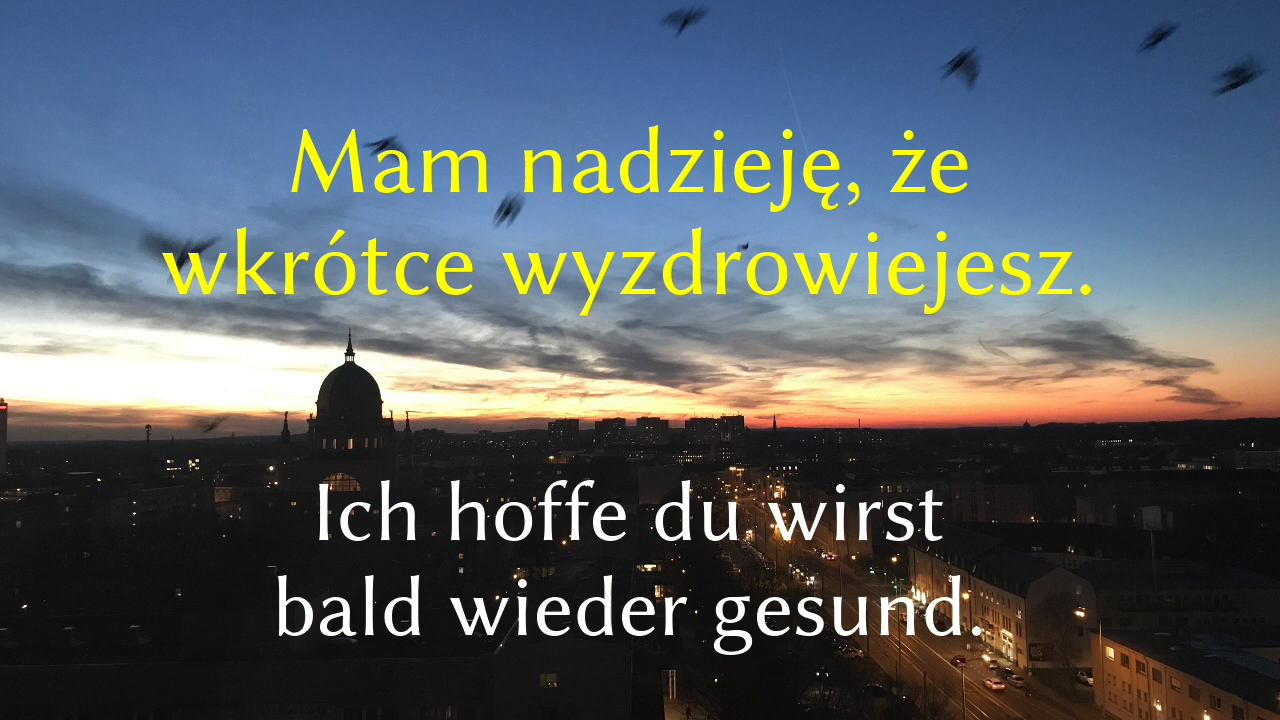 Mam nadzieję, że
wkrótce wyzdrowiejesz.
Ich hoffe du wirst
bald wieder gesund.